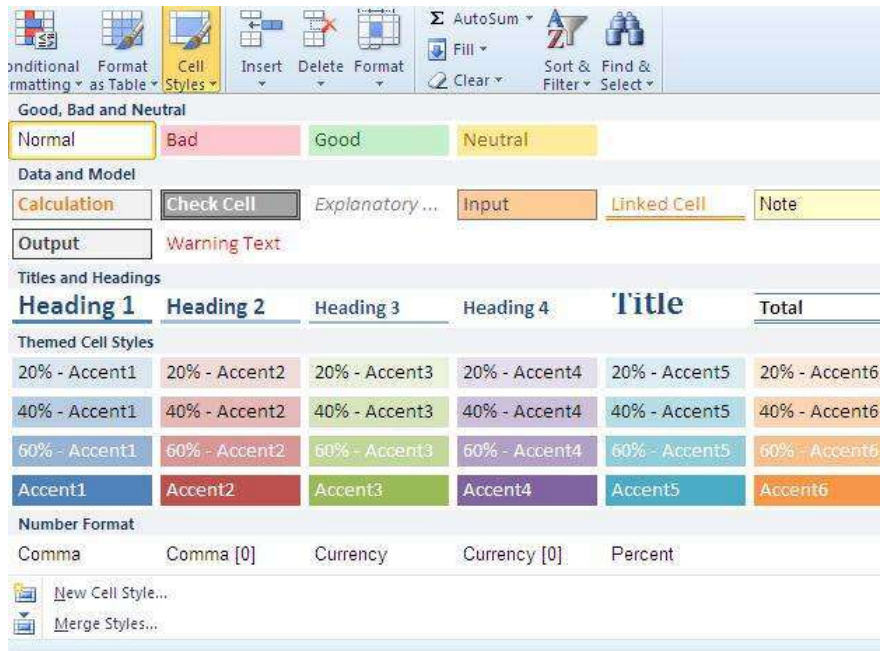 onditional Format Cell Insert Delete Format Σ AutoSum
rmatting as Table Styles Fill Sort & Find &
Clear Filter Select
Good, Bad and Neutral
Normal Bad Good Neutral
Data and Model
Calculation Check Cell Explanatory ... Input Linked Cell Note
Output Warning Text
Titles and Headings
Heading 1 Heading 2 Heading 3 Heading 4 Title Total
Themed Cell Styles
20% - Accent1 20% - Accent2 20% - Accent3 20% - Accent4 20% - Accent5 20% - Accent6
40% - Accent1 40% - Accent2 40% - Accent3 40% - Accent4 40% - Accent5 40% - Accent6
60% - Accent1 60% - Accent2 60% - Accent3 60% - Accent4 60% - Accent5 60% - Accent6
Accent1 Accent2 Accent3 Accent4 Accent5 Accent6
Number Format
Comma Comma [0] Currency Currency [0] Percent
New Cell Style...
Merge Styles...